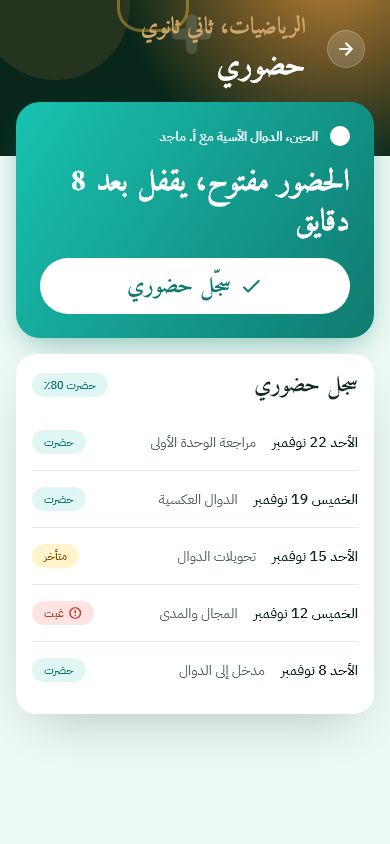 الرياضيات، ثاني ثانوي
حضوري
الحين، الدوال الأسية مع أ. ماجد
الحضور مفتوح، يقفل بعد 8
دقايق
سجّل حضوري
سجل حضوري
حضرت 80٪
الأحد 22 نوفمبر مراجعة الوحدة الأولى حضرت
الخميس 19 نوفمبر الدوال العكسية حضرت
الأحد 15 نوفمبر تحويلات الدوال متأخر
الخميس 12 نوفمبر المجال والمدى غبت
الأحد 8 نوفمبر مدخل إلى الدوال حضرت